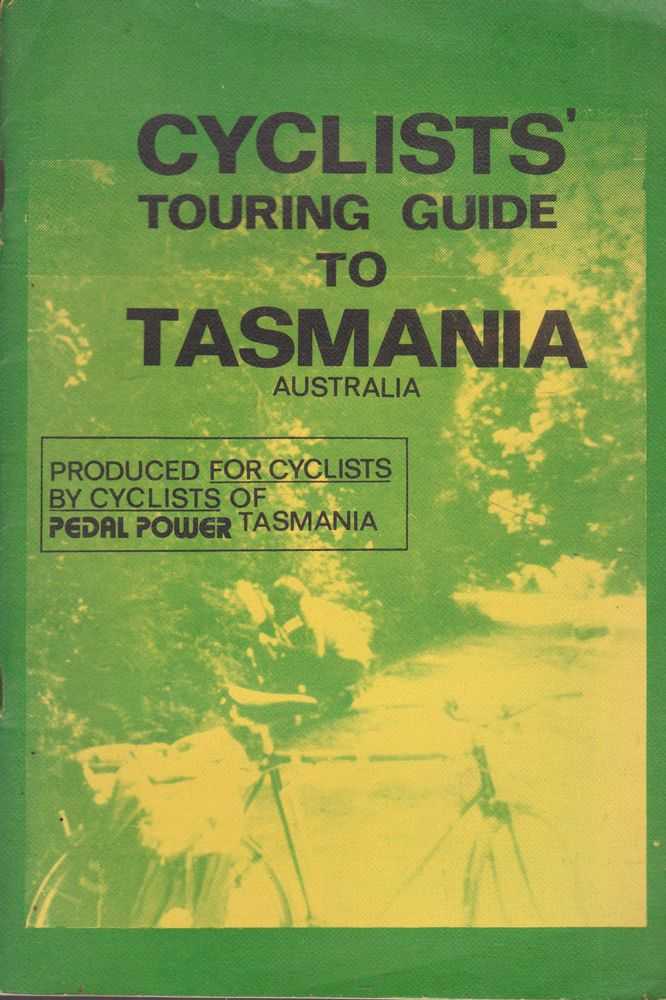 CYCLISTS'
TOURING GUIDE
TO
TASMANIA
AUSTRALIA
PRODUCED FOR CYCLISTS
BY CYCLISTS OF
PEDAL POWER TASMANIA